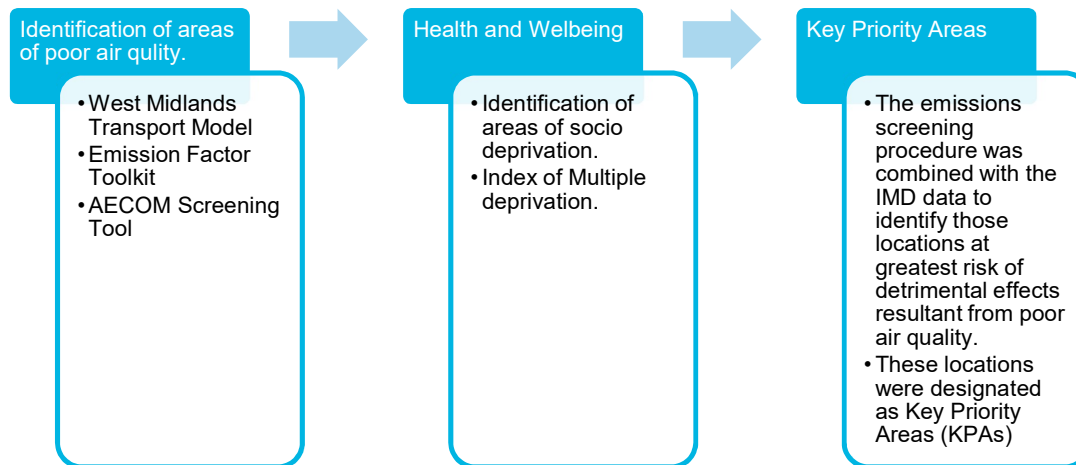 Identification of areas
of poor air qulity.
• West Midlands
Transport Model
• Emission Factor
Toolkit
• AECOM Screening
Tool
Health and Welbeing
• Identification of
areas of socio
deprivation.
• Index of Multiple
deprivation.
Key Priority Areas
• The emissions
screening
procedure was
combined with the
IMD data to
identify those
locations at
greatest risk of
detrimental effects
resultant from poor
air quality.
• These locations
were designated
as Key Priority
Areas (KPAs)